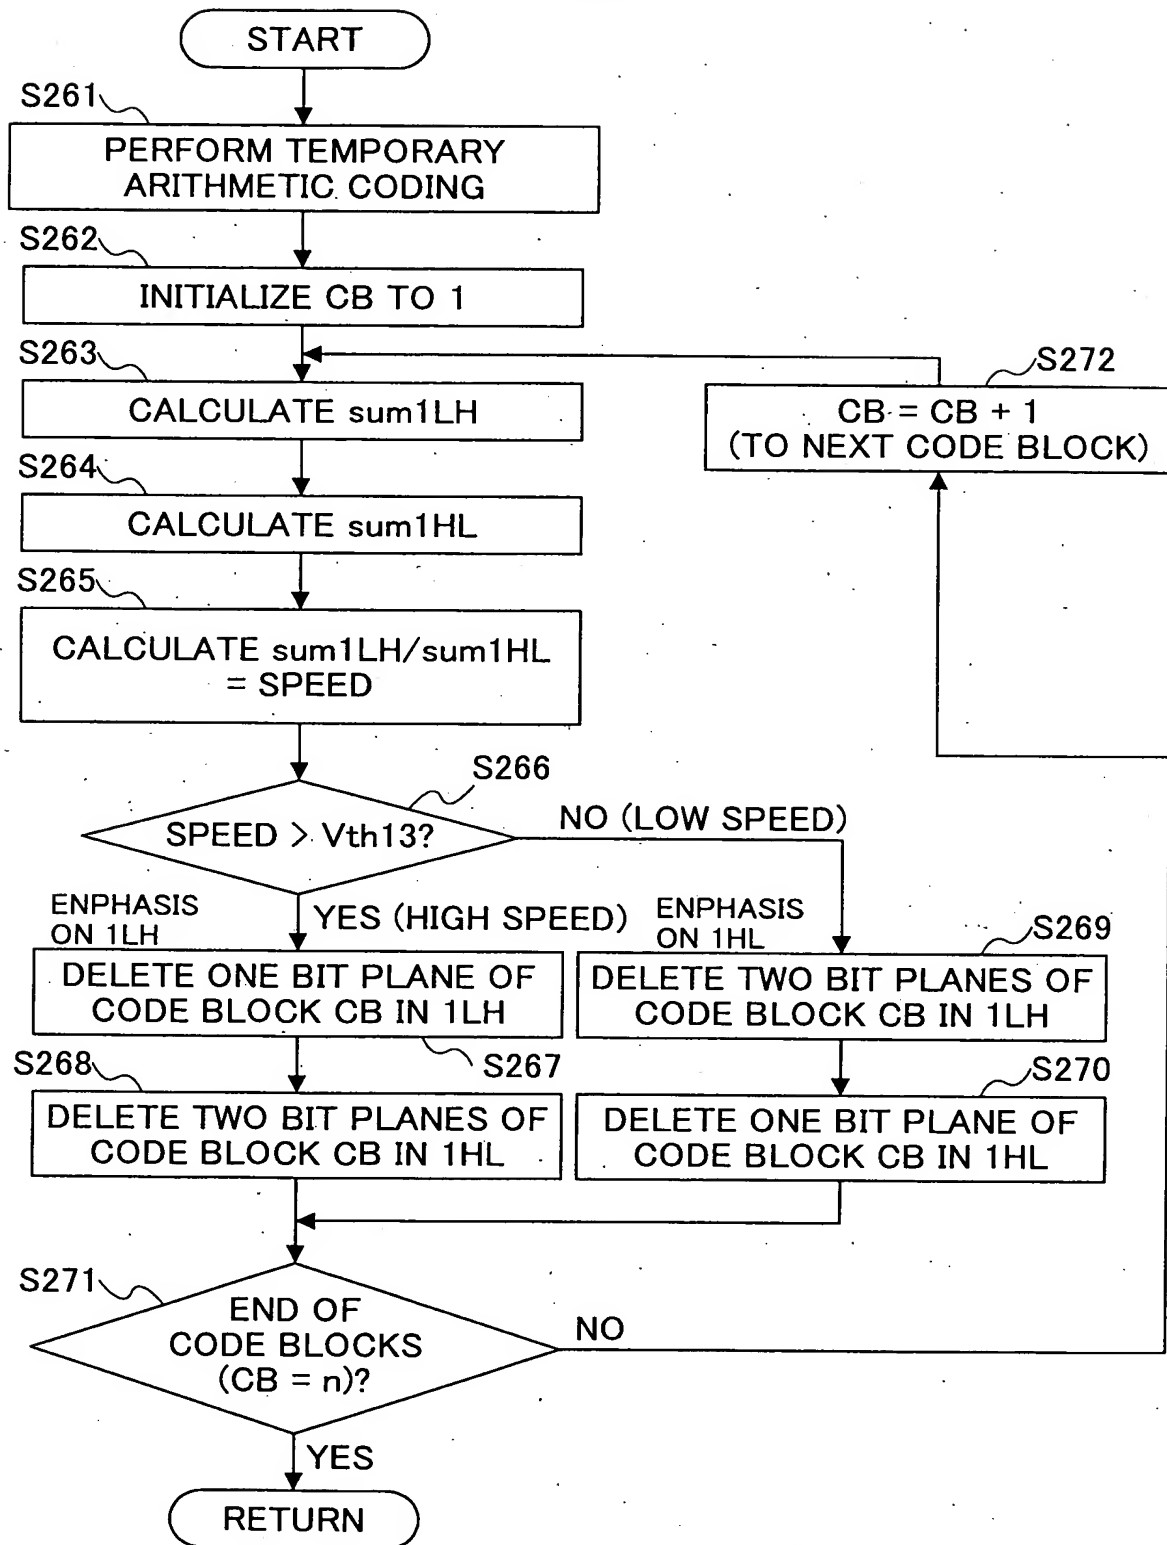 START
S261
PERFORM TEMPORARY
ARITHMETIC CODING
S262
INITIALIZE CB TO 1
S263
CALCULATE sum1LH
S272
CB = CB + 1
(TO NEXT CODE BLOCK)
S264
CALCULATE sum1HL
S265
CALCULATE sum1LH/sum1HL
= SPEED
S266
SPEED > Vth13?
NO (LOW SPEED)
YES (HIGH SPEED)
ENPHASIS
ON 1LH
ENPHASIS
ON 1HL
DELETE ONE BIT PLANE OF
CODE BLOCK CB IN 1LH
S267
S269
DELETE TWO BIT PLANES OF
CODE BLOCK CB IN 1LH
S268
DELETE TWO BIT PLANES OF
CODE BLOCK CB IN 1HL
S270
DELETE ONE BIT PLANE OF
CODE BLOCK CB IN 1HL
S271
END OF
CODE BLOCKS
(CB = n)?
NO
YES
RETURN